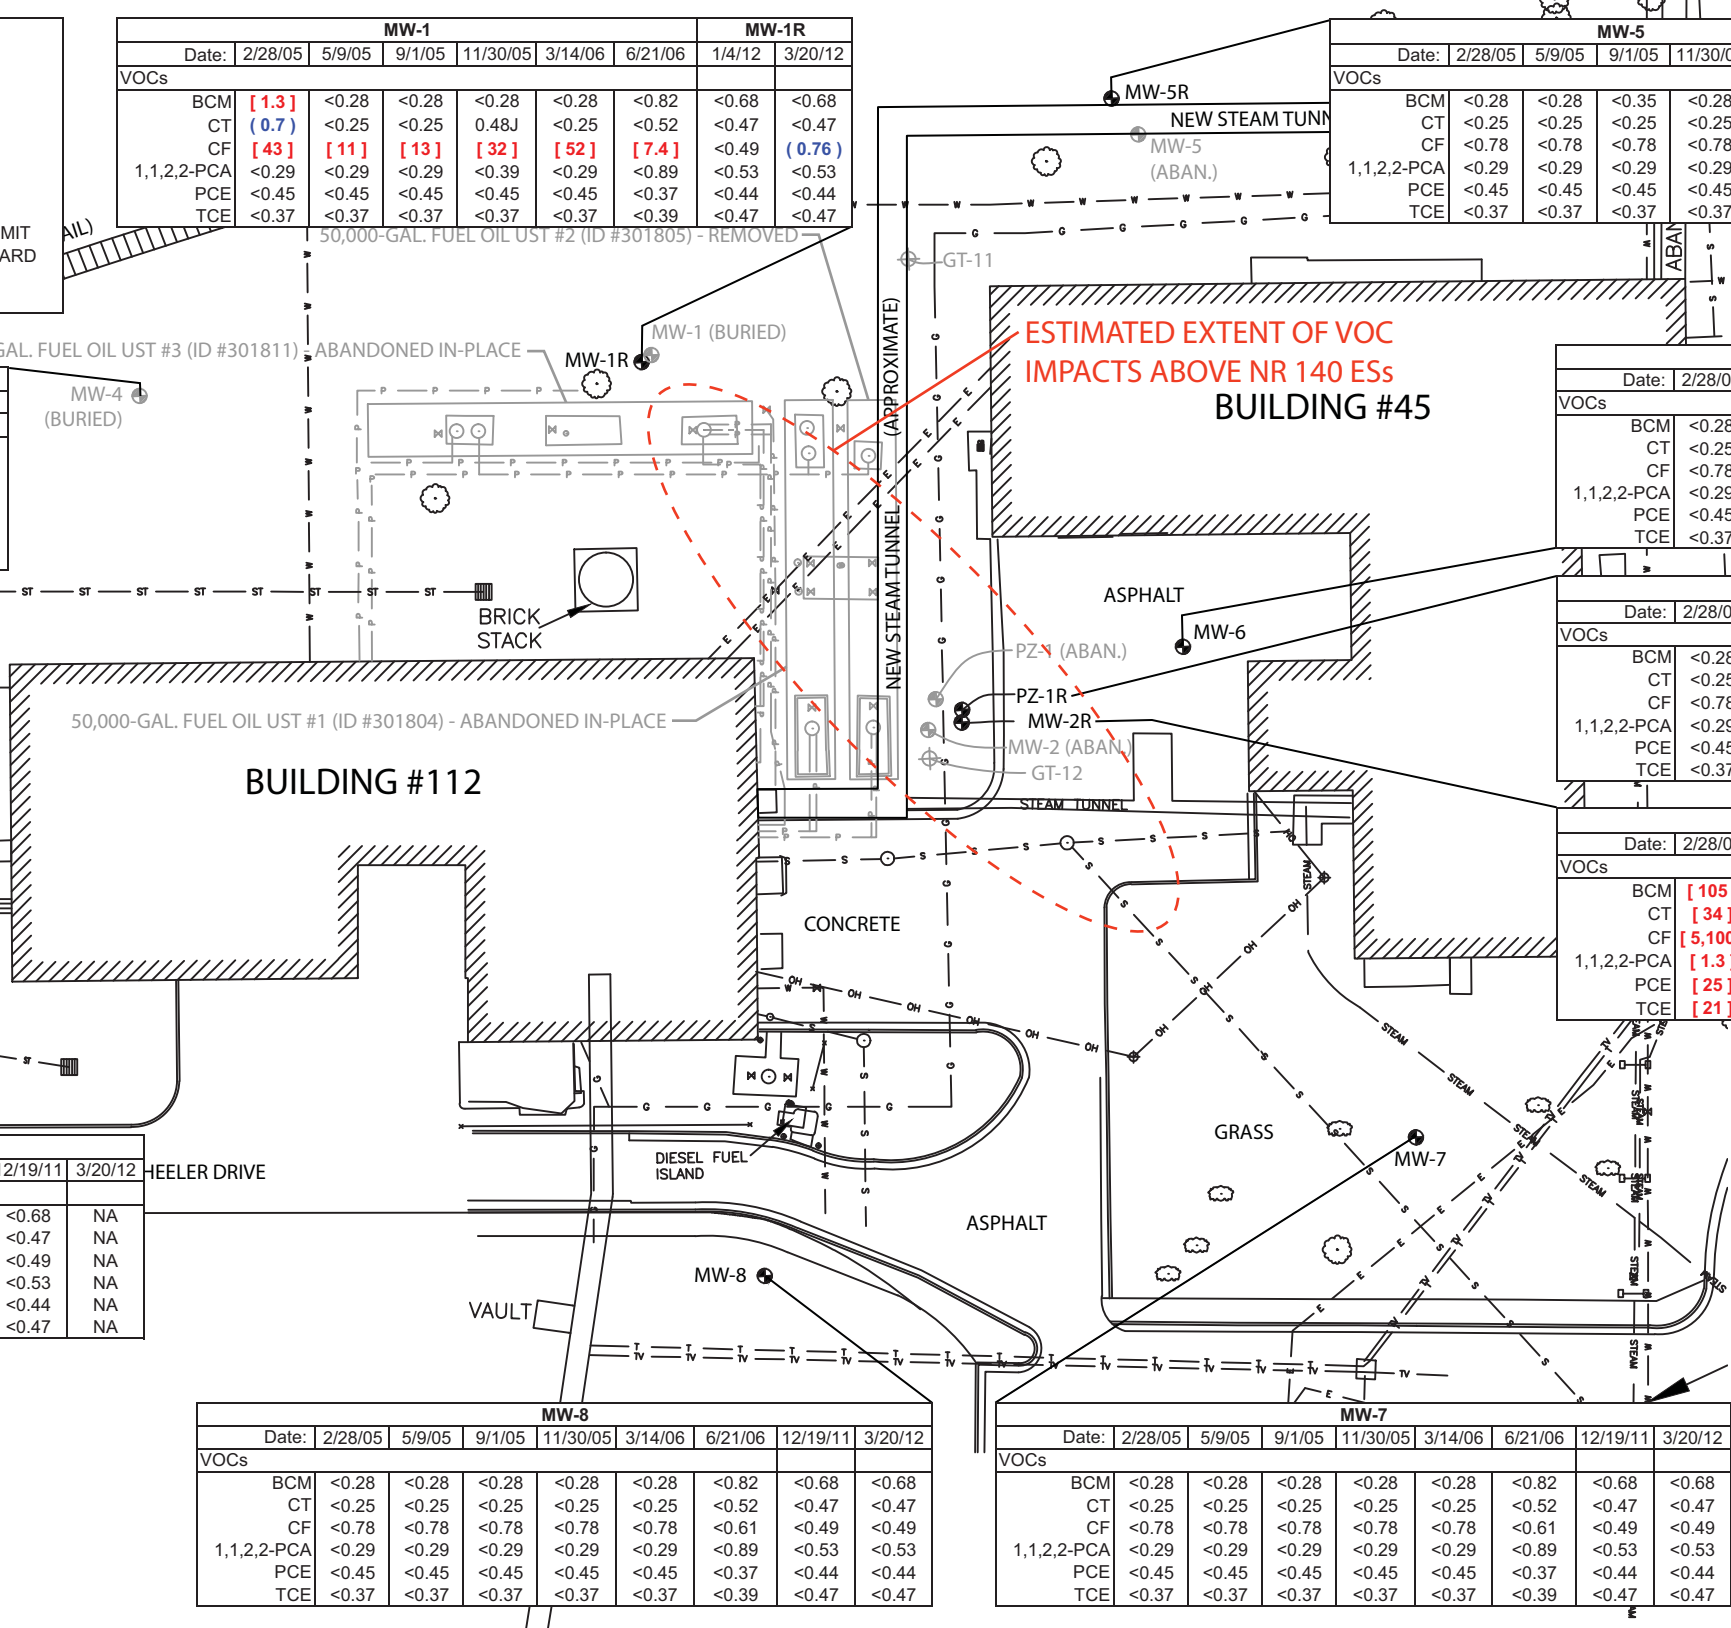 MW-1 MW-1R
Date: 2/28/05 5/9/05 9/1/05 11/30/05 3/14/06 6/21/06 1/4/12 3/20/12
VOCs
BCM [ 1.3 ] <0.28 <0.28 <0.28 <0.28 <0.82 <0.68 <0.68
CT ( 0.7 ) <0.25 <0.25 0.48J <0.25 <0.52 <0.47 <0.47
CF [ 43 ] [ 11 ] [ 13 ] [ 32 ] [ 52 ] [ 7.4 ] <0.49 ( 0.76 )
1,1,2,2-PCA <0.29 <0.29 <0.29 <0.39 <0.29 <0.89 <0.53 <0.53
PCE <0.45 <0.45 <0.45 <0.45 <0.45 <0.37 <0.44 <0.44
TCE <0.37 <0.37 <0.37 <0.37 <0.37 <0.39 <0.47 <0.47
MW-5
Date: 2/28/05 5/9/05 9/1/05 11/30/0
VOCs
BCM <0.28 <0.28 <0.35 <0.28
CT <0.25 <0.25 <0.25 <0.25
CF <0.78 <0.78 <0.78 <0.78
1,1,2,2-PCA <0.29 <0.29 <0.29 <0.29
PCE <0.45 <0.45 <0.45 <0.45
TCE <0.37 <0.37 <0.37 <0.37
MW-5R
NEW STEAM TUNN
MW-5
(ABAN.)
MIT
ARD
AIL)
50,000-GAL. FUEL OIL UST #2 (ID #301805) - REMOVED
GT-11
ABAN
MW-1 (BURIED)
MW-1R
GAL. FUEL OIL UST #3 (ID #301811) - ABANDONED IN-PLACE
MW-4
(BURIED)
ESTIMATED EXTENT OF VOC
IMPACTS ABOVE NR 140 ESs
BUILDING #45
NEW STEAM TUNNEL (APPROXIMATE)
Date: 2/28/0
VOCs
BCM <0.28
CT <0.25
CF <0.78
1,1,2,2-PCA <0.29
PCE <0.45
TCE <0.37
BRICK
STACK
ASPHALT
MW-6
PZ-1 (ABAN.)
PZ-1R
MW-2R
MW-2 (ABAN.)
GT-12
STEAM TUNNEL
Date: 2/28/0
VOCs
BCM <0.28
CT <0.25
CF <0.78
1,1,2,2-PCA <0.29
PCE <0.45
TCE <0.37
50,000-GAL. FUEL OIL UST #1 (ID #301804) - ABANDONED IN-PLACE
BUILDING #112
Date: 2/28/0
VOCs
BCM [ 105
CT [ 34 ]
CF [ 5,100
1,1,2,2-PCA [ 1.3
PCE [ 25 ]
TCE [ 21 ]
CONCRETE
STEAM
STEAM
STEAM
GRASS
MW-7
DIESEL FUEL
ISLAND
HEELER DRIVE
ASPHALT
MW-8
VAULT
2/19/11 3/20/12
<0.68 NA
<0.47 NA
<0.49 NA
<0.53 NA
<0.44 NA
<0.47 NA
MW-8
Date: 2/28/05 5/9/05 9/1/05 11/30/05 3/14/06 6/21/06 12/19/11 3/20/12
VOCs
BCM <0.28 <0.28 <0.28 <0.28 <0.28 <0.82 <0.68 <0.68
CT <0.25 <0.25 <0.25 <0.25 <0.25 <0.52 <0.47 <0.47
CF <0.78 <0.78 <0.78 <0.78 <0.78 <0.61 <0.49 <0.49
1,1,2,2-PCA <0.29 <0.29 <0.29 <0.29 <0.29 <0.89 <0.53 <0.53
PCE <0.45 <0.45 <0.45 <0.45 <0.45 <0.37 <0.44 <0.44
TCE <0.37 <0.37 <0.37 <0.37 <0.37 <0.39 <0.47 <0.47
MW-7
Date: 2/28/05 5/9/05 9/1/05 11/30/05 3/14/06 6/21/06 12/19/11 3/20/12
VOCs
BCM <0.28 <0.28 <0.28 <0.28 <0.28 <0.82 <0.68 <0.68
CT <0.25 <0.25 <0.25 <0.25 <0.25 <0.52 <0.47 <0.47
CF <0.78 <0.78 <0.78 <0.78 <0.78 <0.61 <0.49 <0.49
1,1,2,2-PCA <0.29 <0.29 <0.29 <0.29 <0.29 <0.89 <0.53 <0.53
PCE <0.45 <0.45 <0.45 <0.45 <0.45 <0.37 <0.44 <0.44
TCE <0.37 <0.37 <0.37 <0.37 <0.37 <0.39 <0.47 <0.47